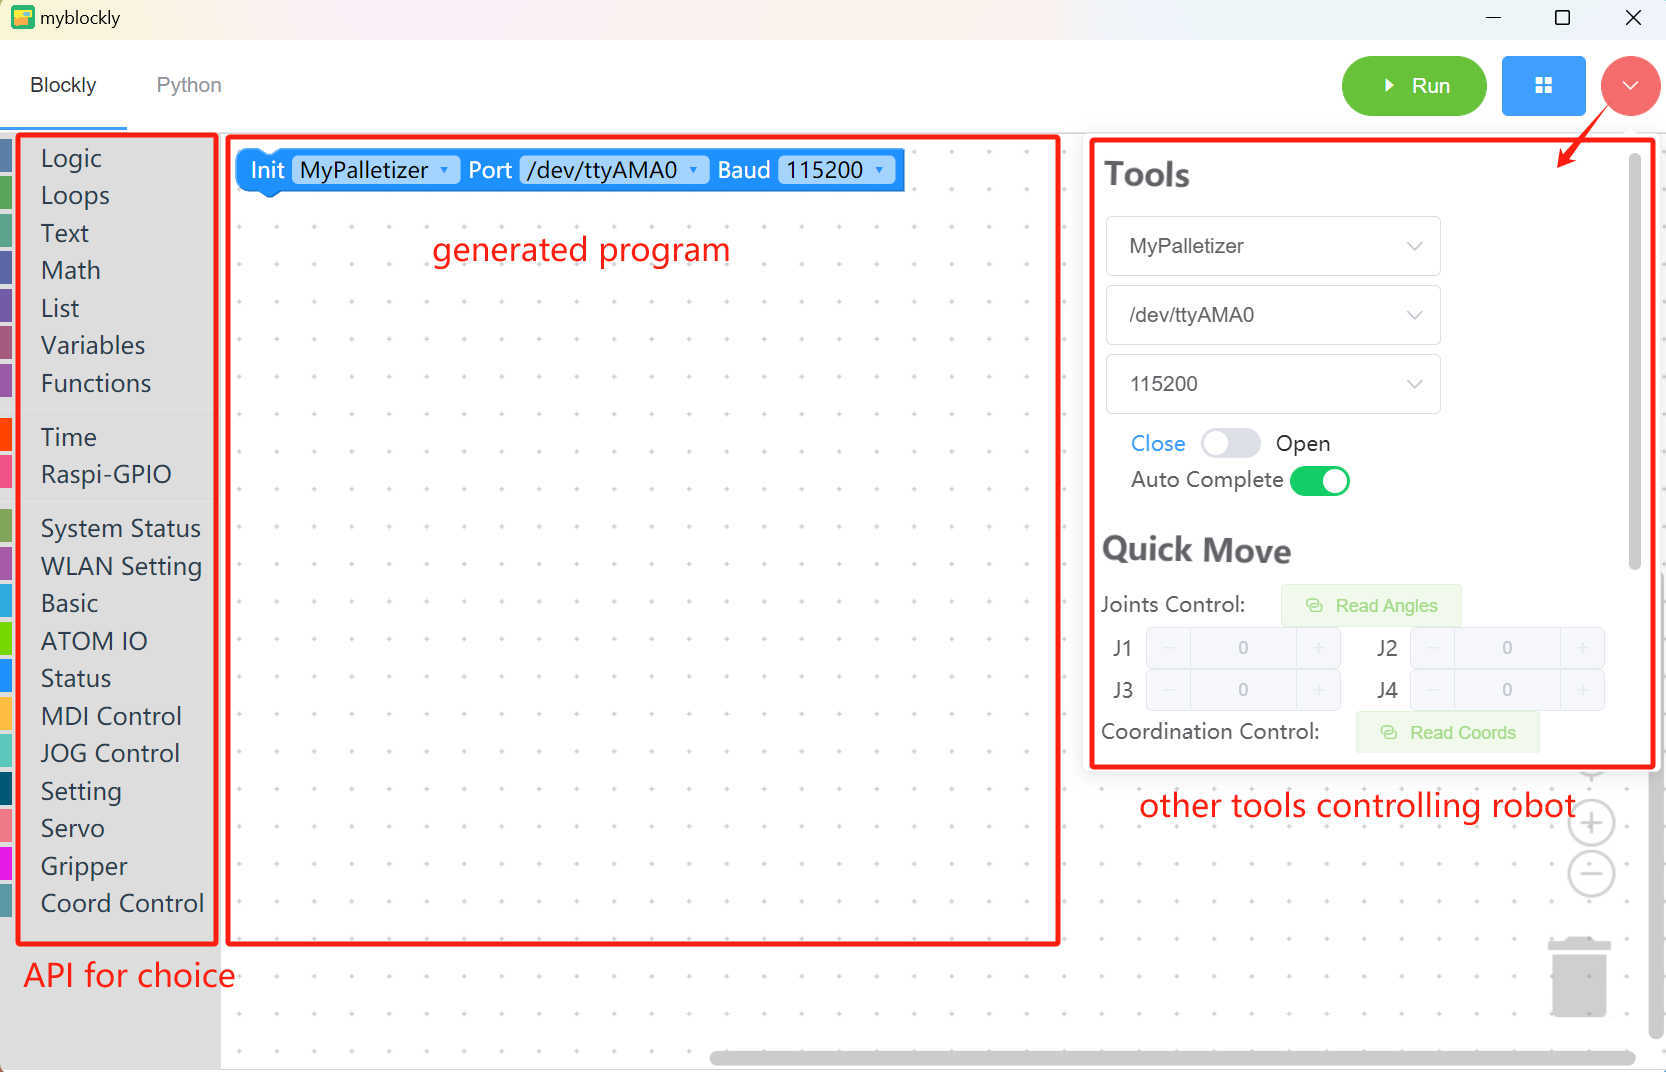 myblockly
Blockly Python Run
Logic
Loops
Text
Math
List
Variables
Functions
Time
Raspi-GPIO
System Status
WLAN Setting
Basic
ATOM IO
Status
MDI Control
JOG Control
Setting
Servo
Gripper
Coord Control
API for choice
Init MyPalletizer Port /dev/ttyAMA0 Baud 115200
generated program
Tools
MyPalletizer
/dev/ttyAMA0
115200
Close Open
Auto Complete
Quick Move
Joints Control: Read Angles
J1 − 0 + J2 − 0 +
J3 − 0 + J4 − 0 +
Coordination Control: Read Coords
other tools controlling robot